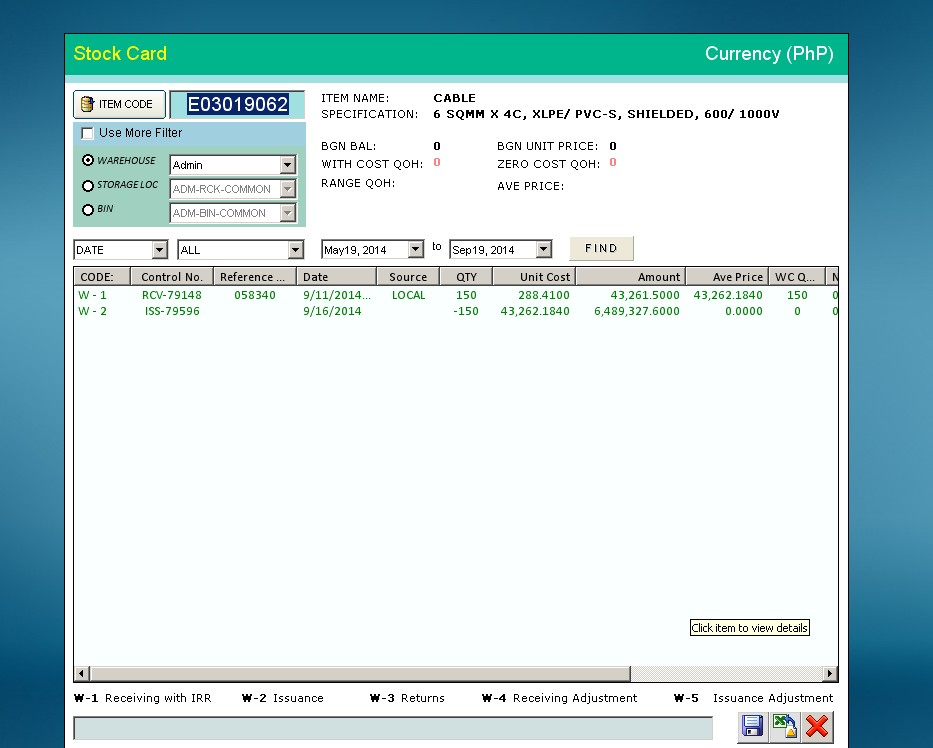 Stock Card Currency (PhP)
ITEM CODE E03019062 ITEM NAME: CABLE
SPECIFICATION: 6 SQMM X 4C, XLPE/ PVC-S, SHIELDED, 600/ 1000V
Use More Filter
BGN BAL: 0 BGN UNIT PRICE: 0
WAREHOUSE Admin WITH COST QOH: 0 ZERO COST QOH: 0
STORAGE LOC ADM-RCK-COMMON RANGE QOH: AVE PRICE:
BIN ADM-BIN-COMMON
DATE ALL May19, 2014 to Sep19, 2014 FIND
CODE: Control No. Reference ... Date Source QTY Unit Cost Amount Ave Price WC Q... N
W - 1 RCV-79148 058340 9/11/2014... LOCAL 150 288.4100 43,261.5000 43,262.1840 150 0
W - 2 ISS-79596 9/16/2014 -150 43,262.1840 6,489,327.6000 0.0000 0 0
Click item to view details
W-1 Receiving with IRR W-2 Issuance W-3 Returns W-4 Receiving Adjustment W-5 Issuance Adjustment